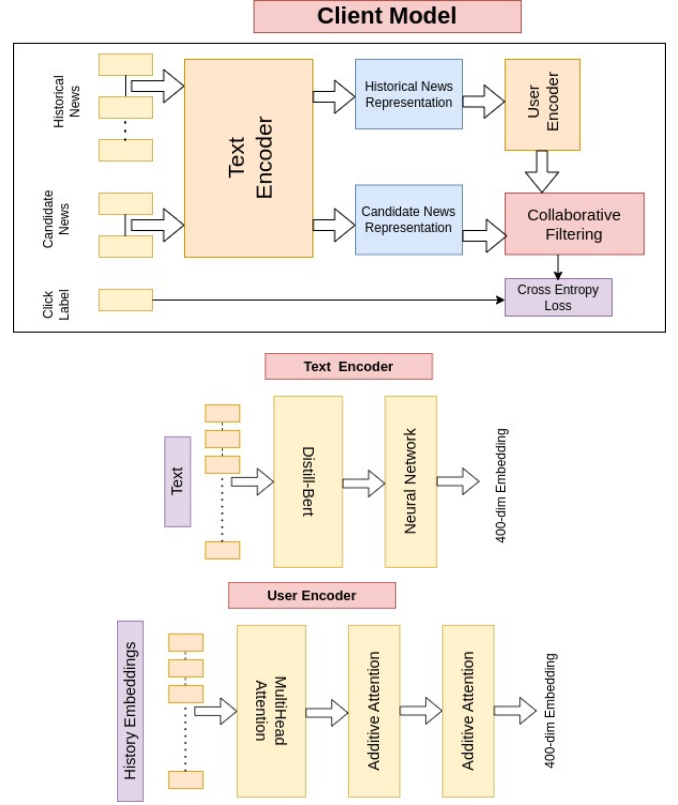 Client Model
Historical
News
Text
Encoder
Historical News
Representation
User
Encoder
Candidate
News
Candidate News
Representation
Collaborative
Filtering
Click
Label
Cross Entropy
Loss
Text Encoder
Text
Distill-Bert
Neural Network
400-dim Embedding
User Encoder
History Embeddings
MultiHead
Attention
Additive Attention
Additive Attention
400-dim Embedding